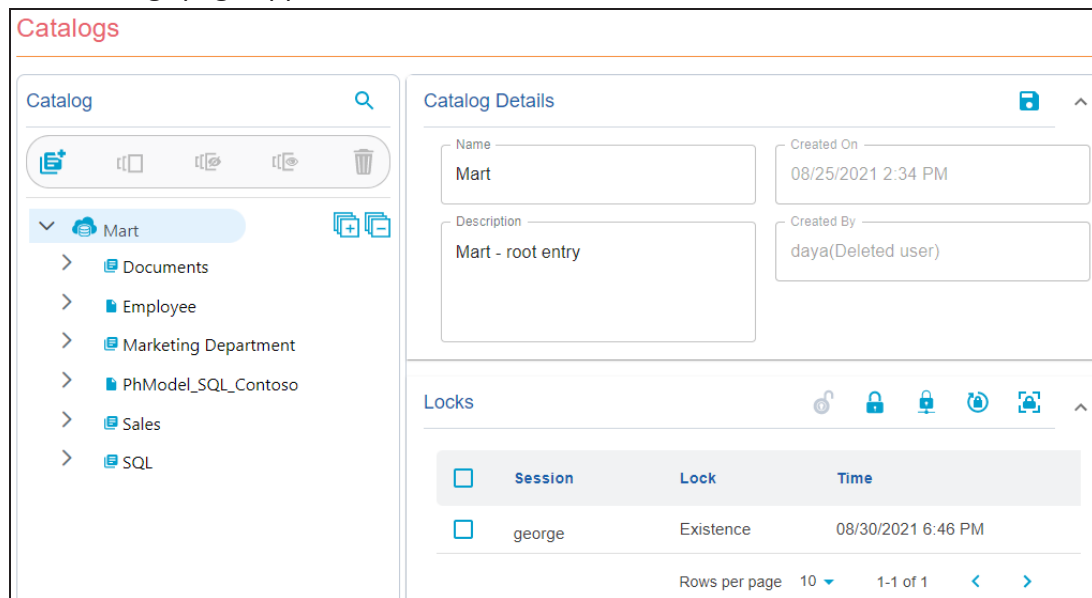 Catalogs
Catalog
Mart
Documents
Employee
Marketing Department
PhModel_SQL_Contoso
Sales
SQL
Catalog Details
Name
Mart
Created On
08/25/2021 2:34 PM
Description
Mart - root entry
Created By
daya(Deleted user)
Locks
Session Lock Time
george Existence 08/30/2021 6:46 PM
Rows per page 10 1-1 of 1